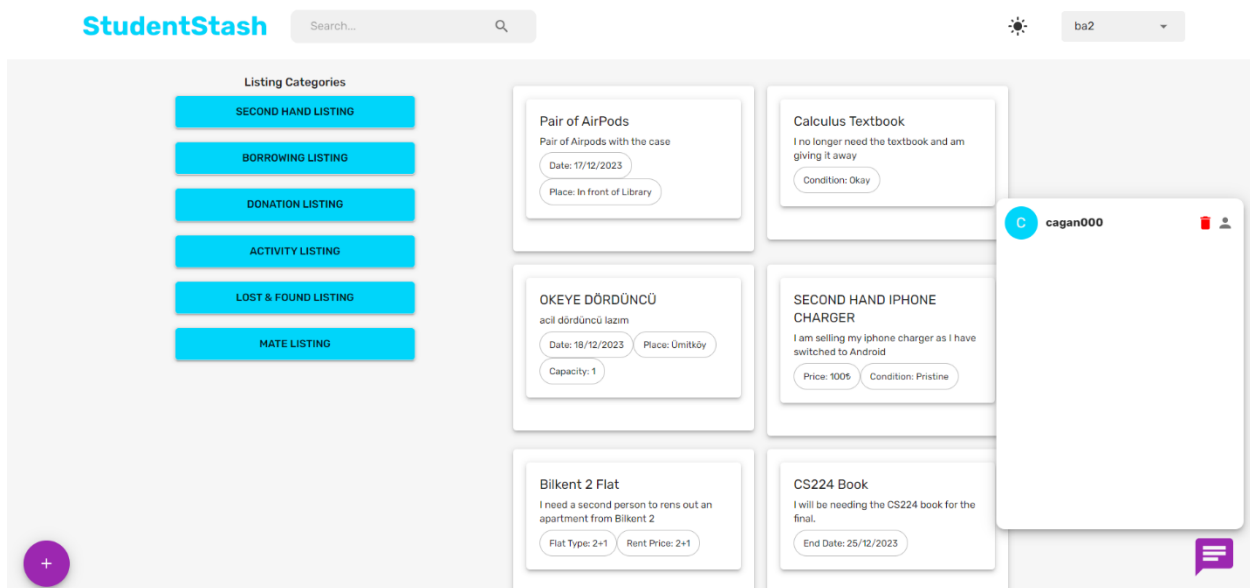 StudentStash
Search...
ba2
Listing Categories
SECOND HAND LISTING
BORROWING LISTING
DONATION LISTING
ACTIVITY LISTING
LOST & FOUND LISTING
MATE LISTING
Pair of AirPods
Pair of Airpods with the case
Date: 17/12/2023
Place: In front of Library
Calculus Textbook
I no longer need the textbook and am
giving it away
Condition: Okay
OKEYE DÖRDÜNCÜ
acil dördüncü lazım
Date: 18/12/2023 Place: Ümitköy
Capacity: 1
SECOND HAND IPHONE
CHARGER
I am selling my iphone charger as I have
switched to Android
Price: 100₺ Condition: Pristine
Bilkent 2 Flat
I need a second person to rens out an
apartment from Bilkent 2
Flat Type: 2+1 Rent Price: 2+1
CS224 Book
I will be needing the CS224 book for the
final.
End Date: 25/12/2023
C cagan000
+